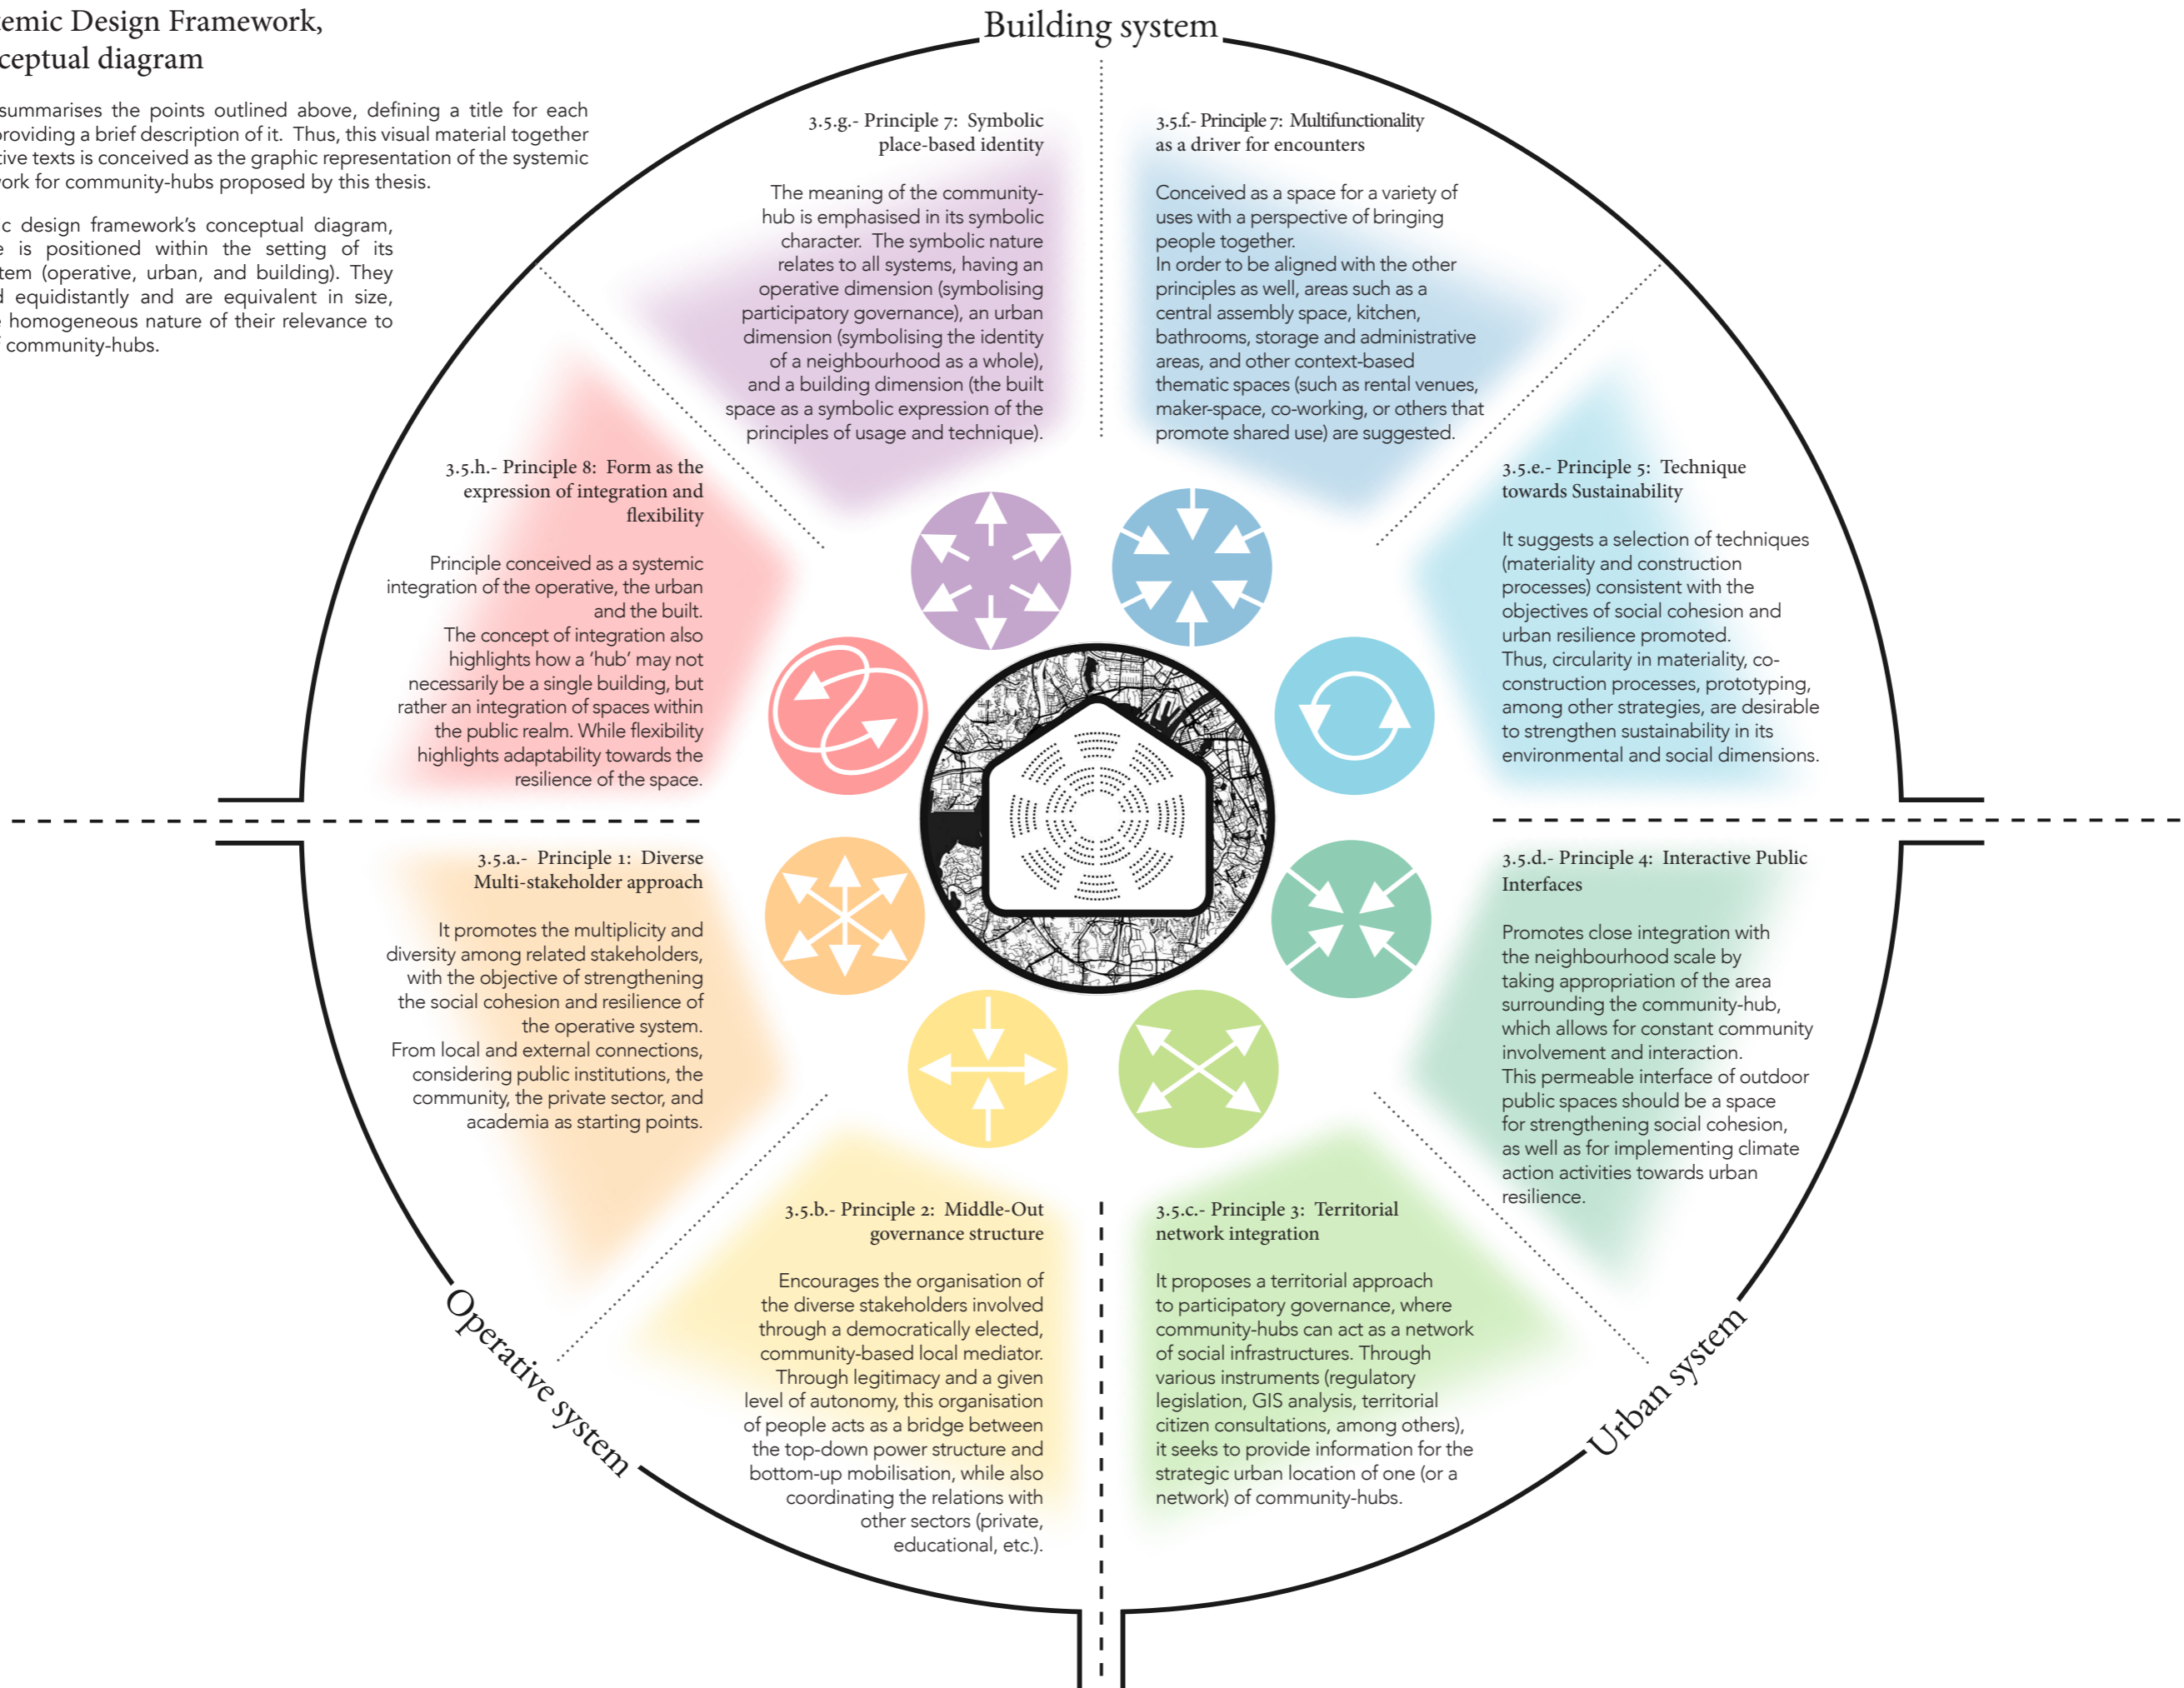 temic Design Framework,
ceptual diagram
summarises the points outlined above, defining a title for each
providing a brief description of it. Thus, this visual material together
tive texts is conceived as the graphic representation of the systemic
work for community-hubs proposed by this thesis.
c design framework's conceptual diagram,
e is positioned within the setting of its
tem (operative, urban, and building). They
d equidistantly and are equivalent in size,
e homogeneous nature of their relevance to
f community-hubs.
Building system
3.5.g.- Principle 7: Symbolic
place-based identity
The meaning of the community-
hub is emphasised in its symbolic
character. The symbolic nature
relates to all systems, having an
operative dimension (symbolising
participatory governance), an urban
dimension (symbolising the identity
of a neighbourhood as a whole),
and a building dimension (the built
space as a symbolic expression of the
principles of usage and technique).
3.5.f.- Principle 7: Multifunctionality
as a driver for encounters
Conceived as a space for a variety of
uses with a perspective of bringing
people together.
In order to be aligned with the other
principles as well, areas such as a
central assembly space, kitchen,
bathrooms, storage and administrative
areas, and other context-based
thematic spaces (such as rental venues,
maker-space, co-working, or others that
promote shared use) are suggested.
3.5.h.- Principle 8: Form as the
expression of integration and
flexibility
Principle conceived as a systemic
integration of the operative, the urban
and the built.
The concept of integration also
highlights how a 'hub' may not
necessarily be a single building, but
rather an integration of spaces within
the public realm. While flexibility
highlights adaptability towards the
resilience of the space.
3.5.e.- Principle 5: Technique
towards Sustainability
It suggests a selection of techniques
(materiality and construction
processes) consistent with the
objectives of social cohesion and
urban resilience promoted.
Thus, circularity in materiality, co-
construction processes, prototyping,
among other strategies, are desirable
to strengthen sustainability in its
environmental and social dimensions.
3.5.a.- Principle 1: Diverse
Multi-stakeholder approach
It promotes the multiplicity and
diversity among related stakeholders,
with the objective of strengthening
the social cohesion and resilience of
the operative system.
From local and external connections,
considering public institutions, the
community, the private sector, and
academia as starting points.
3.5.d.- Principle 4: Interactive Public
Interfaces
Promotes close integration with
the neighbourhood scale by
taking appropriation of the area
surrounding the community-hub,
which allows for constant community
involvement and interaction.
This permeable interface of outdoor
public spaces should be a space
for strengthening social cohesion,
as well as for implementing climate
action activities towards urban
resilience.
3.5.b.- Principle 2: Middle-Out
governance structure
Encourages the organisation of
the diverse stakeholders involved
through a democratically elected,
community-based local mediator.
Through legitimacy and a given
level of autonomy, this organisation
of people acts as a bridge between
the top-down power structure and
bottom-up mobilisation, while also
coordinating the relations with
other sectors (private,
educational, etc.).
3.5.c.- Principle 3: Territorial
network integration
It proposes a territorial approach
to participatory governance, where
community-hubs can act as a network
of social infrastructures. Through
various instruments (regulatory
legislation, GIS analysis, territorial
citizen consultations, among others),
it seeks to provide information for the
strategic urban location of one (or a
network) of community-hubs.
Operative system
Urban system